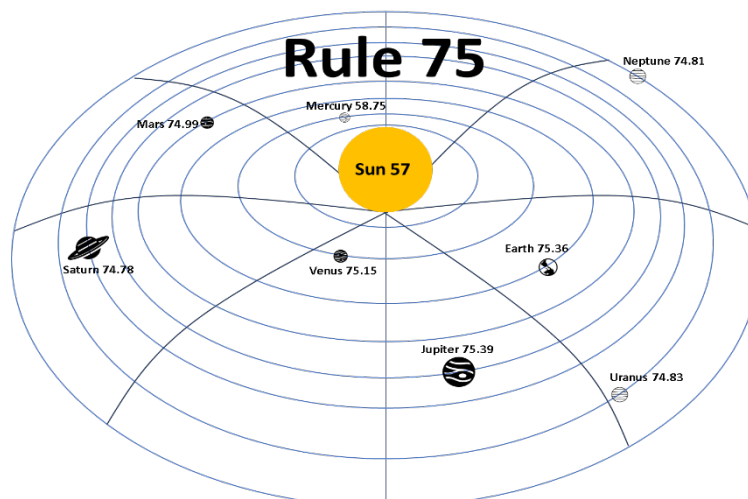 Rule 75
Neptune 74.81
Mercury 58.75
Mars 74.99
Sun 57
Earth 75.36
Saturn 74.78
Venus 75.15
Jupiter 75.39
Uranus 74.83